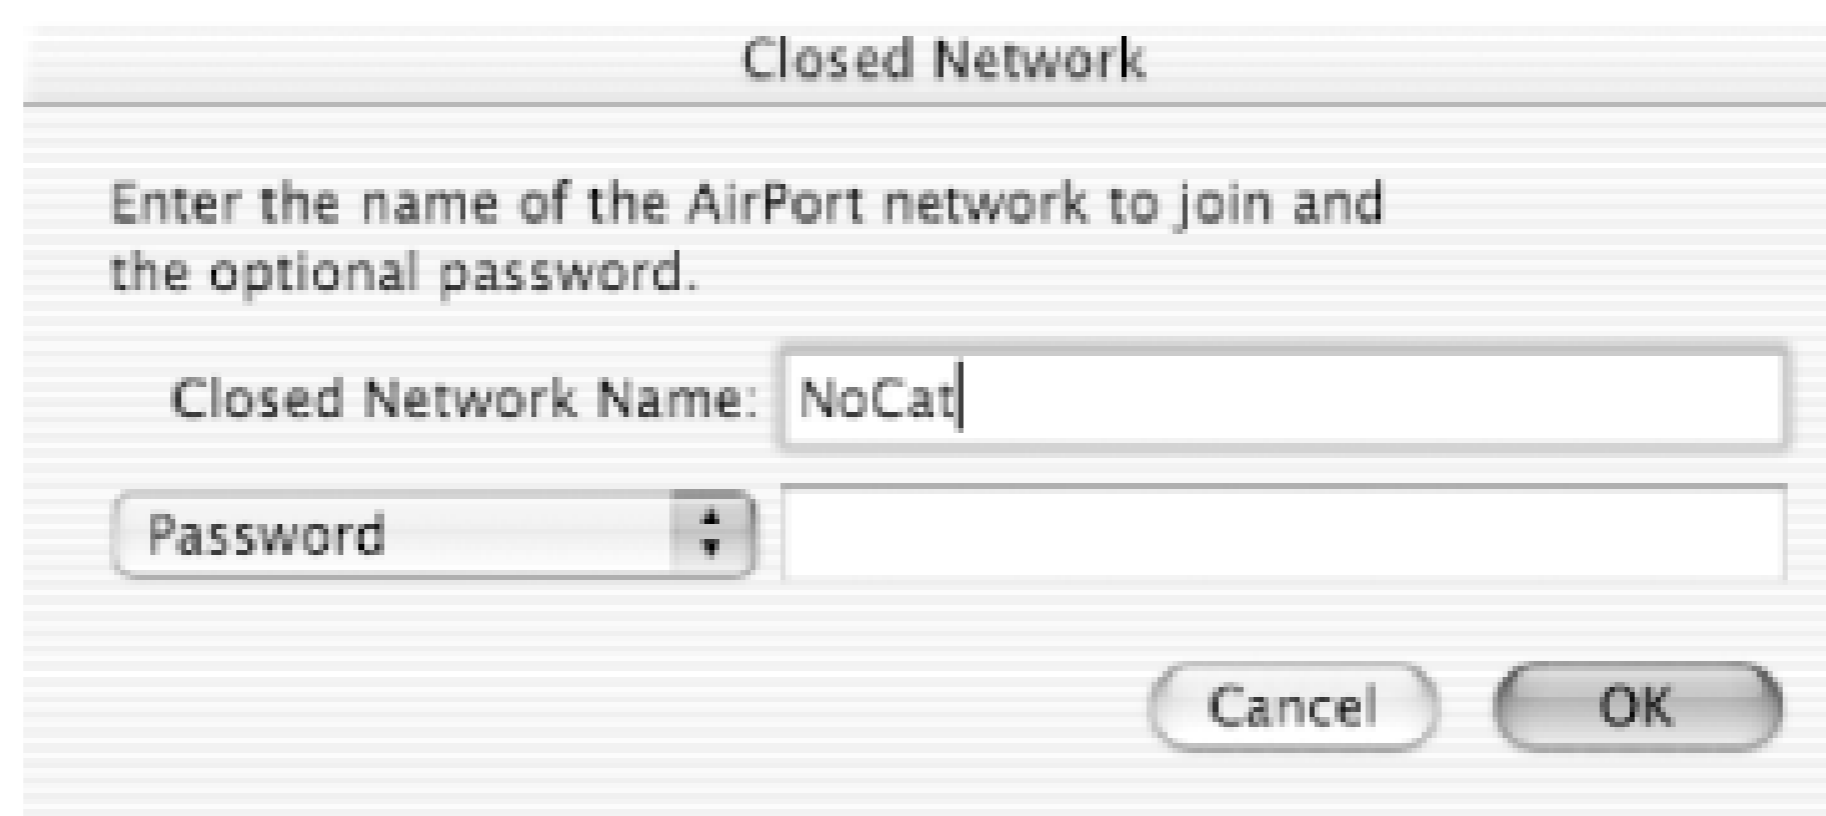 Closed Network
Enter the name of the AirPort network to join and
the optional password.
Closed Network Name: NoCat
Password
Cancel OK